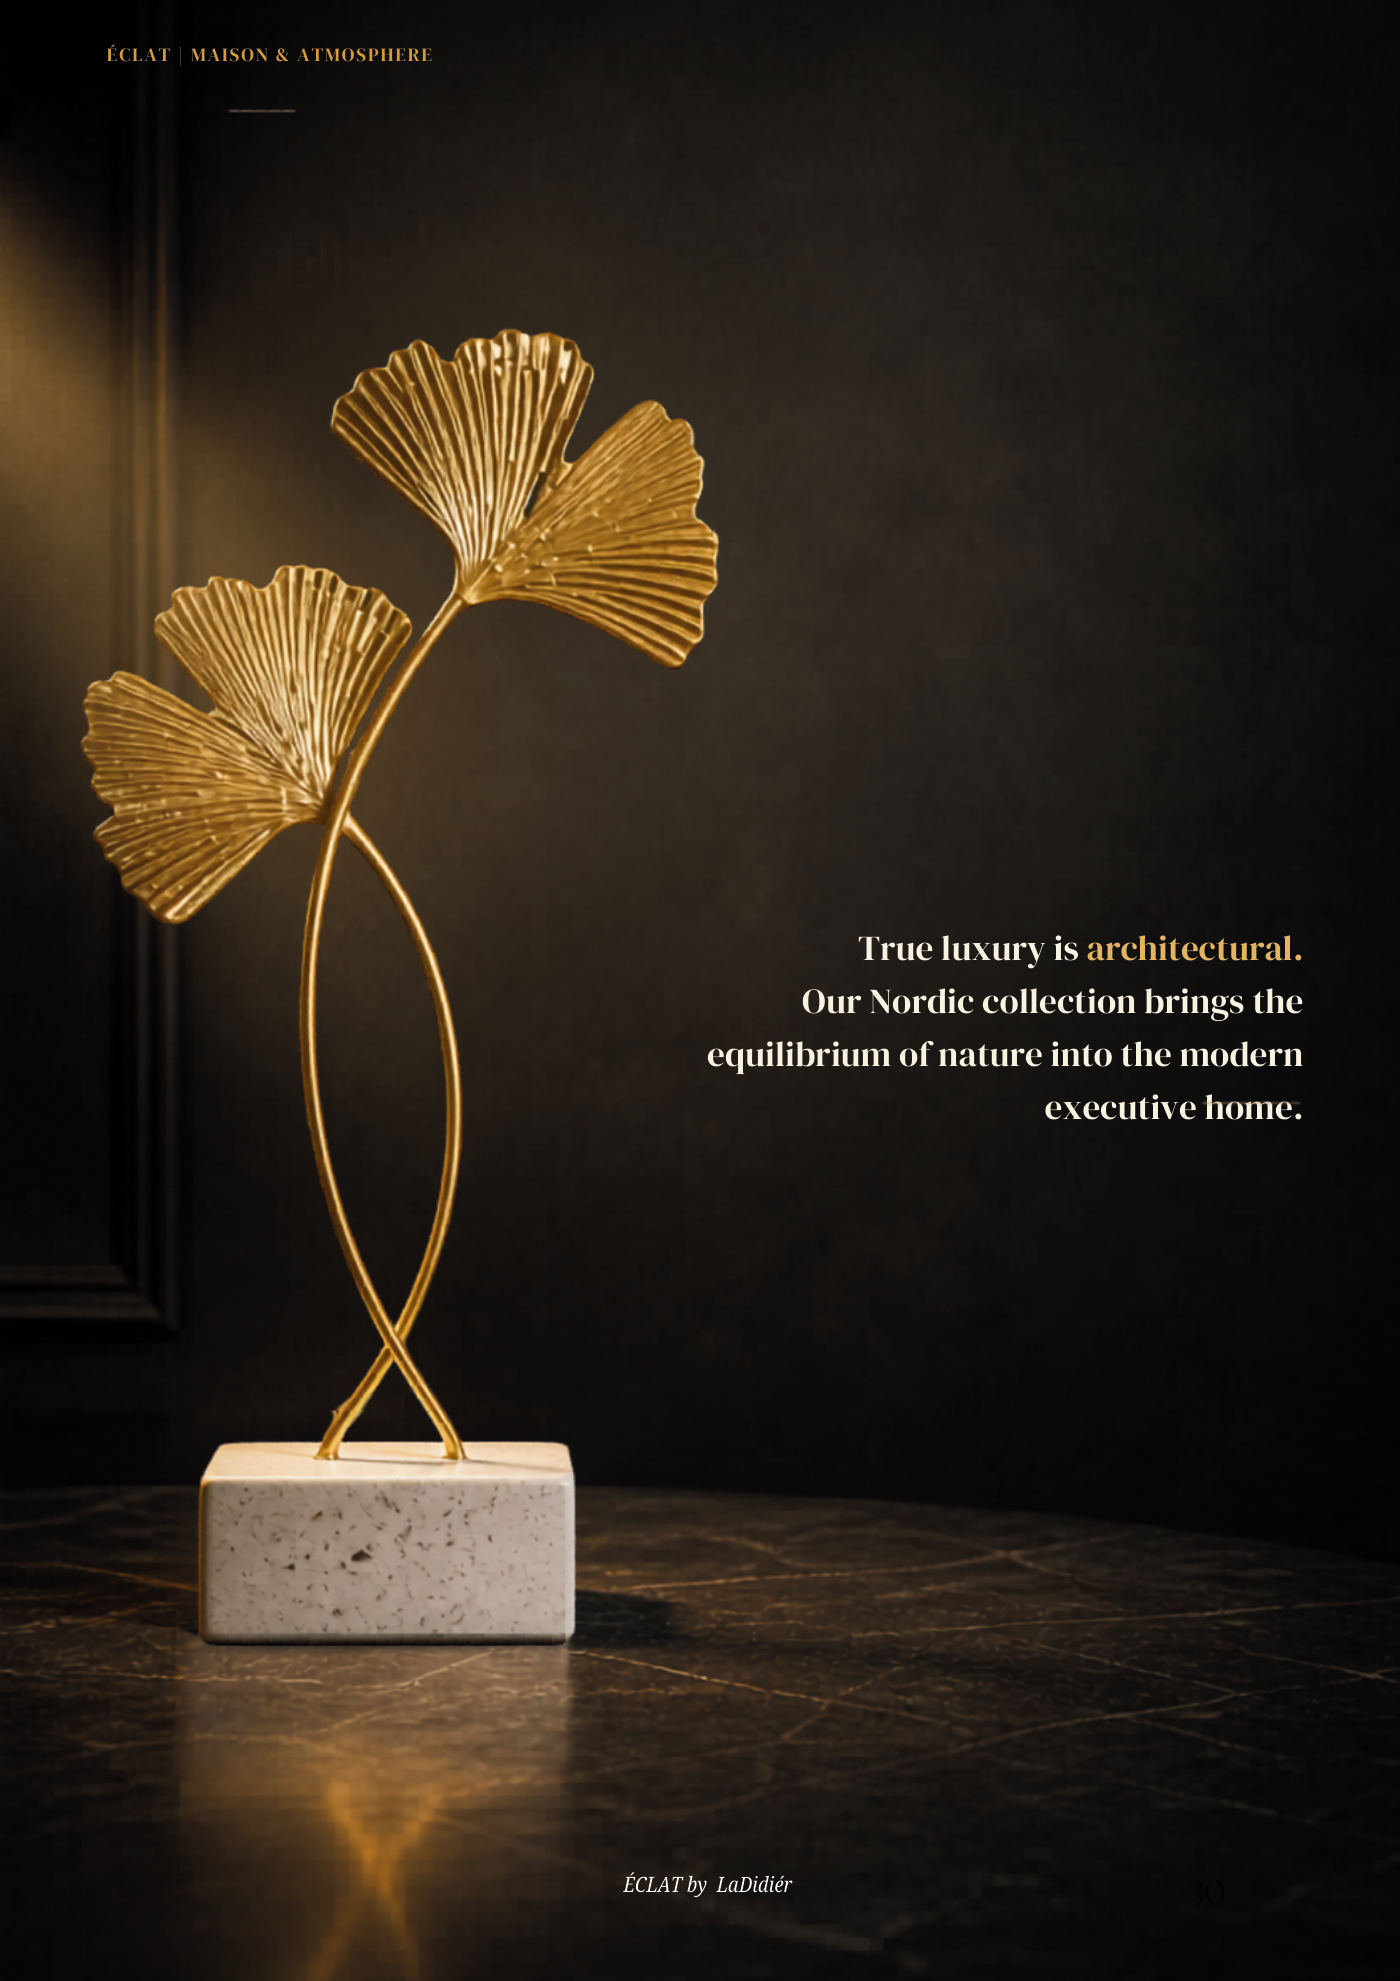 ÉCLAT | MAISON & ATMOSPHERE
True luxury is architectural.
Our Nordic collection brings the
equilibrium of nature into the modern
executive home.
ÉCLAT by LaDidiér
30